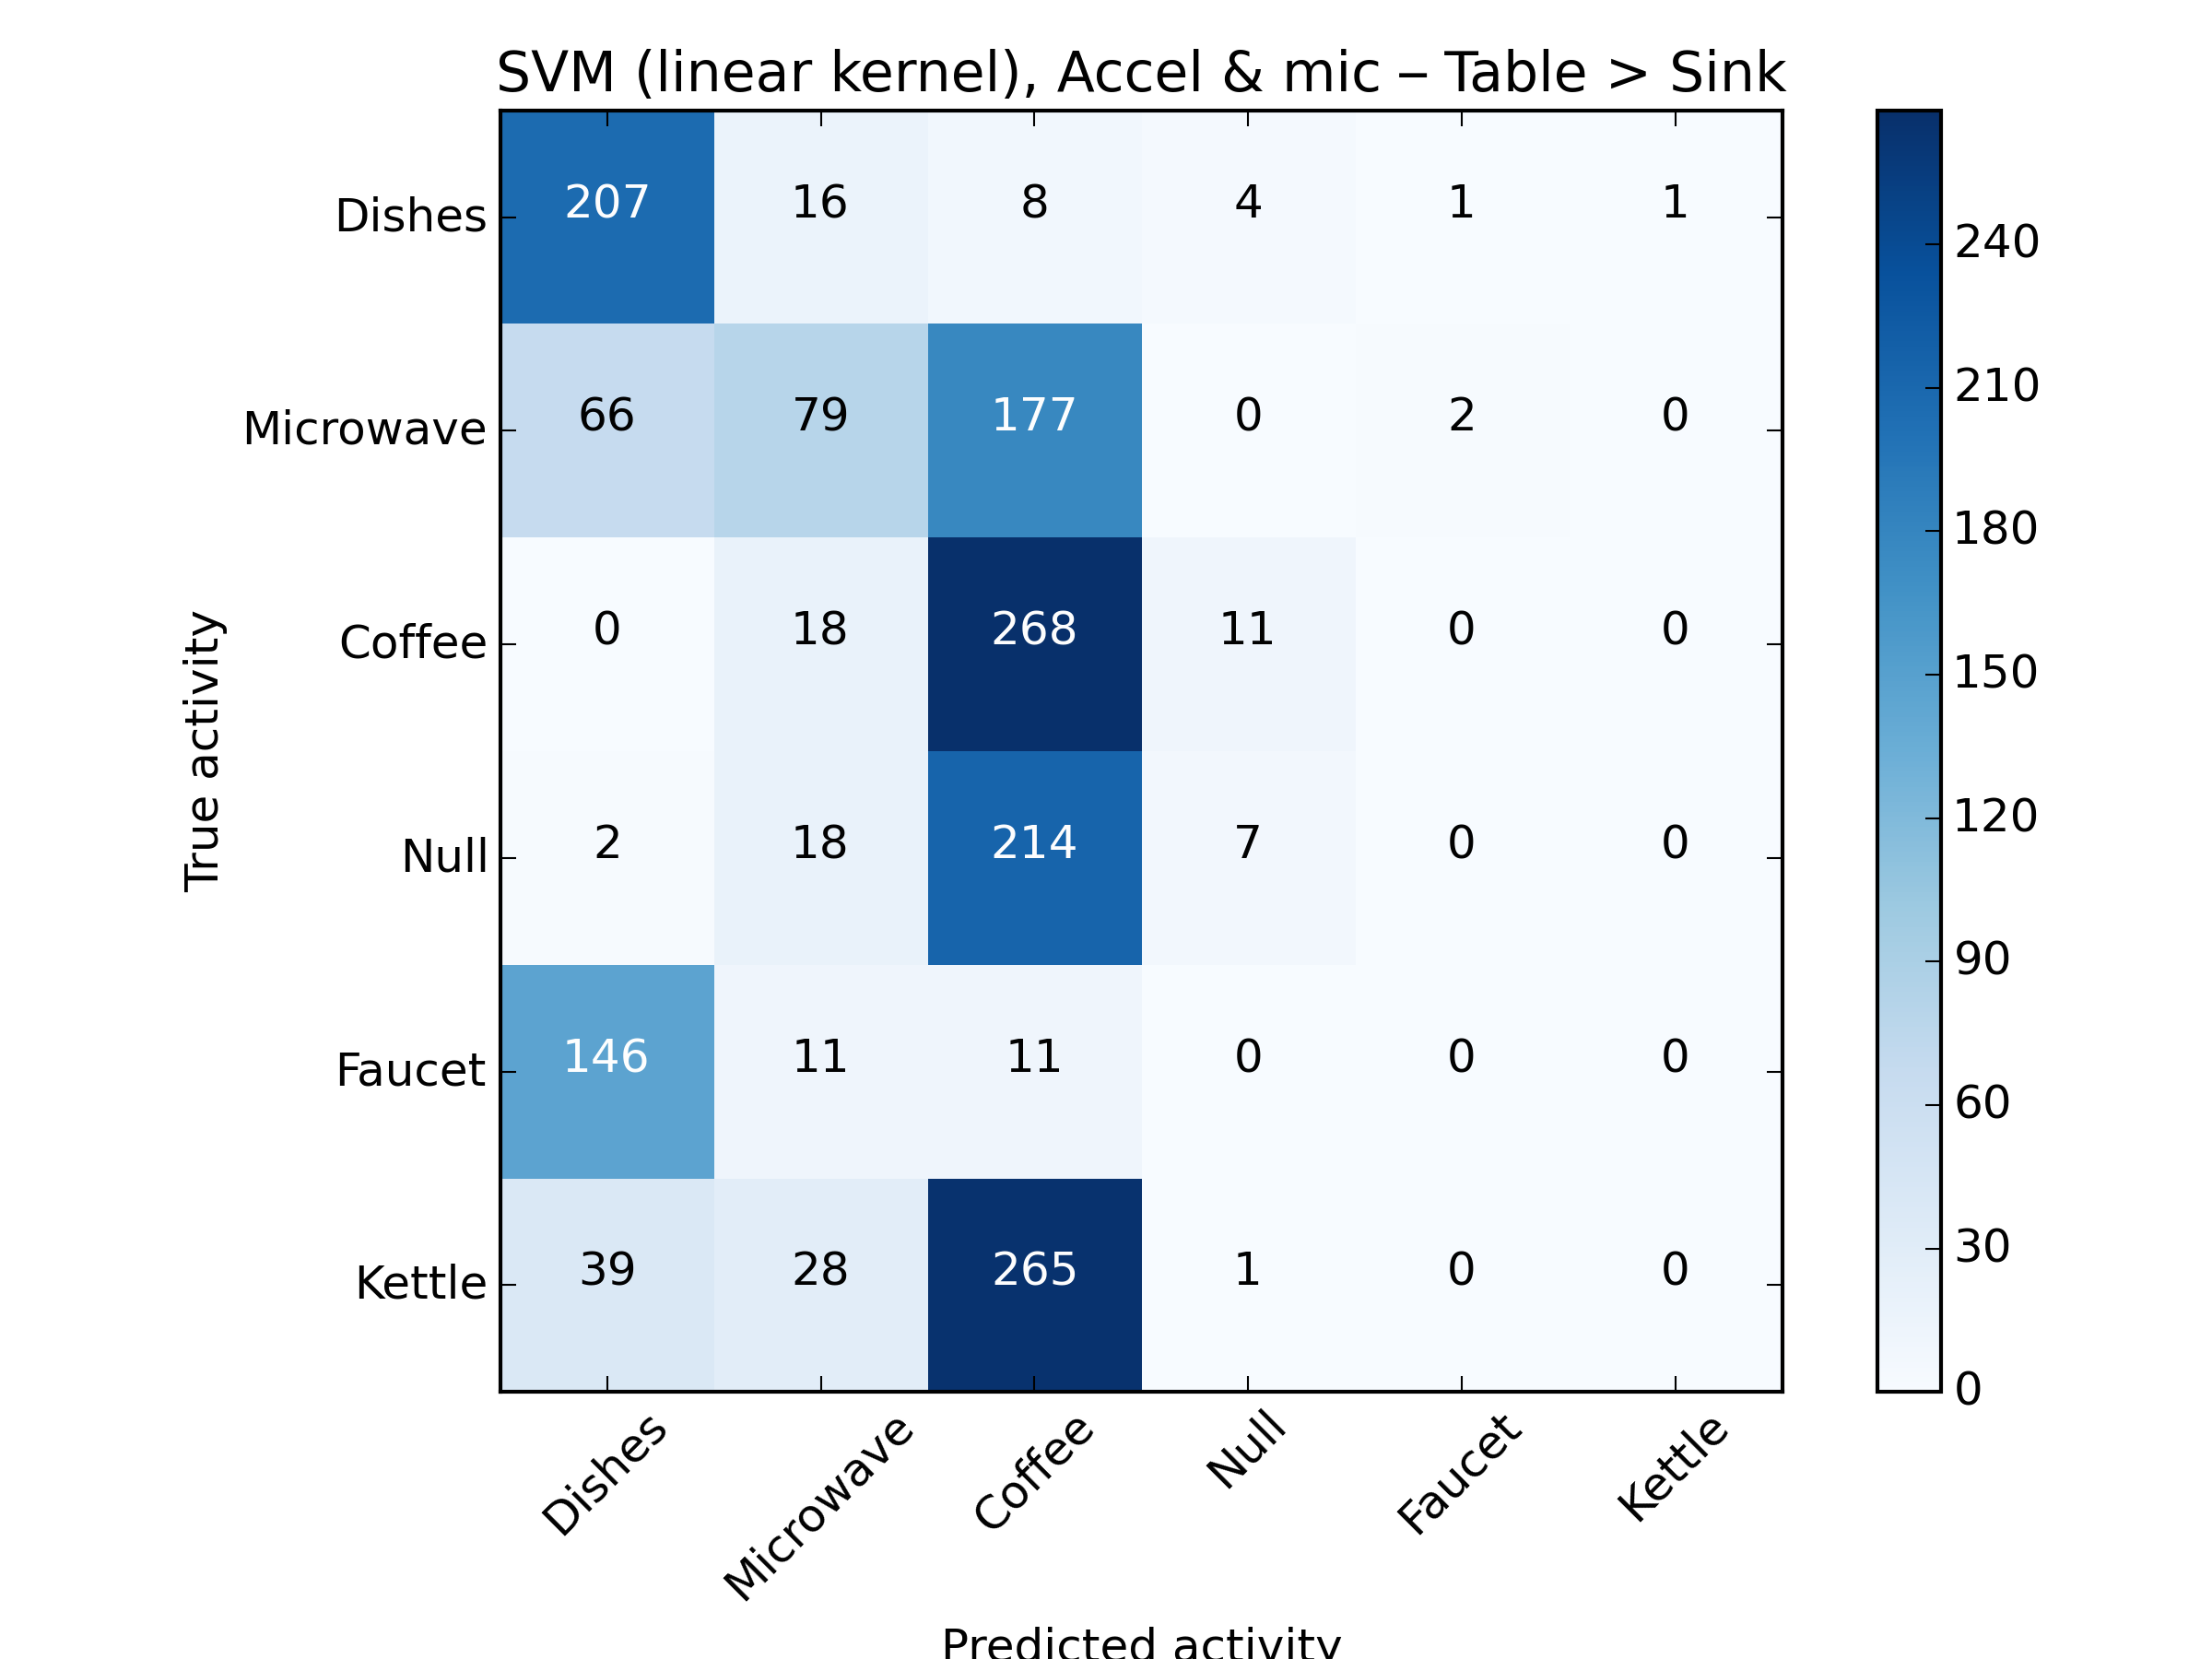 SVM (linear kernel), Accel & mic – Table > Sink
Dishes 207 16 8 4 1 1
240
210
Microwave 66 79 177 0 2 0
180
150
True activity
Coffee 0 18 268 11 0 0
120
Null 2 18 214 7 0 0
90
Faucet 146 11 11 0 0 0
60
30
Kettle 39 28 265 1 0 0
0
Dishes Microwave Coffee Null Faucet Kettle
Predicted activity